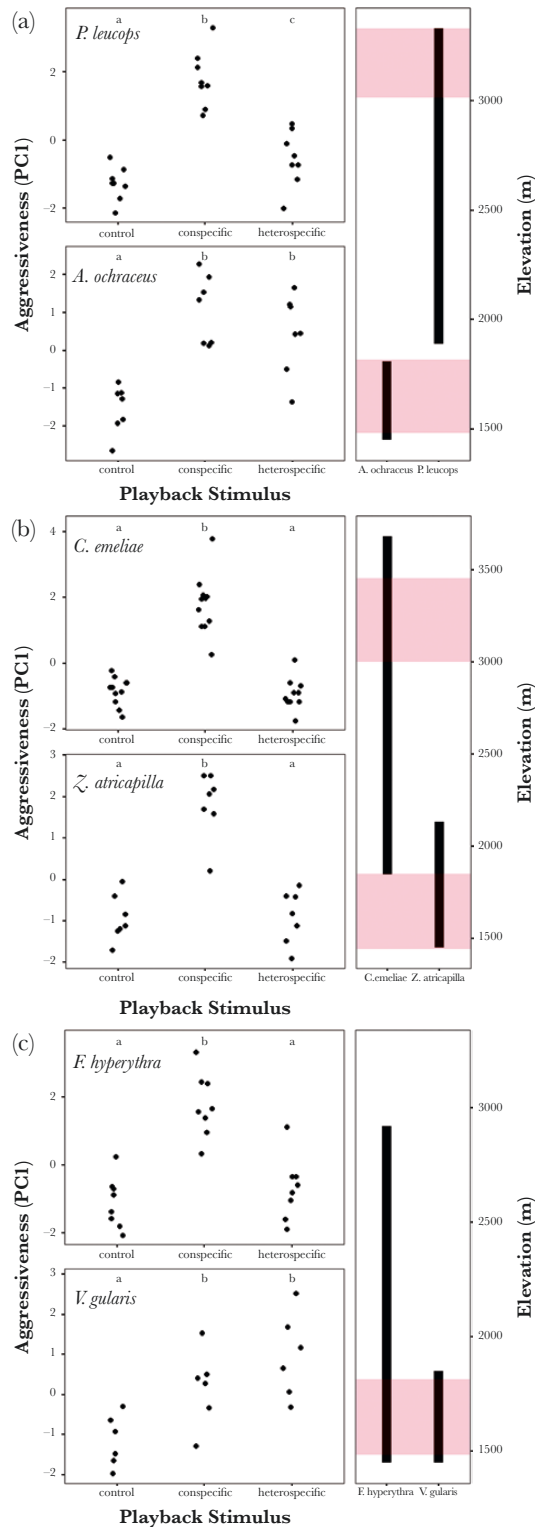 (a)
a b c
P. leucops
2
0
−2
control conspecific heterospecific
a b b
A. ochraceus
2
1
0
−1
−2
control conspecific heterospecific
Aggressiveness (PC1)
Playback Stimulus
3000
2500
2000
1500
Elevation (m)
A. ochraceus P. leucops
(b)
a b a
C. emeliae
4
2
0
−2
control conspecific heterospecific
a b a
Z. atricapilla
3
2
1
0
−1
−2
control conspecific heterospecific
Aggressiveness (PC1)
Playback Stimulus
3500
3000
2500
2000
1500
Elevation (m)
C.emeliae Z. atricapilla
(c)
a b a
F. hyperythra
2
0
−2
control conspecific heterospecific
a b b
V. gularis
3
2
1
0
−1
−2
control conspecific heterospecific
Aggressiveness (PC1)
Playback Stimulus
3000
2500
2000
1500
Elevation (m)
F. hyperythra V. gularis